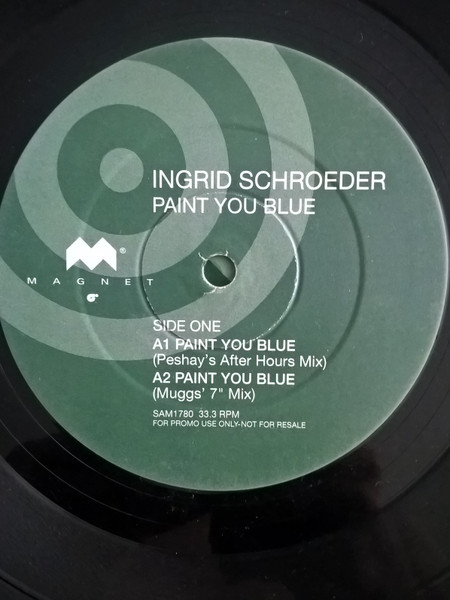 INGRID SCHROEDER
PAINT YOU BLUE
®
MAGNET
SIDE ONE
A1 PAINT YOU BLUE
(Peshay's After Hours Mix)
A2 PAINT YOU BLUE
(Muggs' 7" Mix)
SAM1780 33.3 RPM
FOR PROMO USE ONLY-NOT FOR RESALE